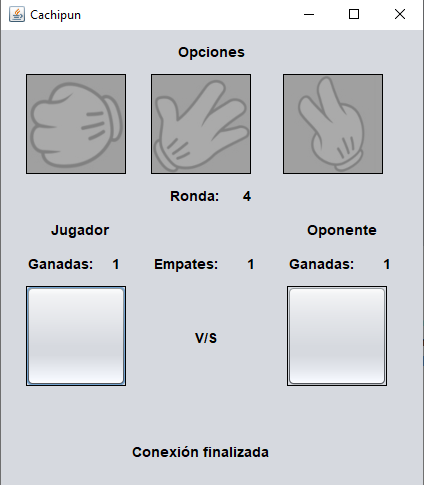 Cachipun
Opciones
Ronda: 4
Jugador Oponente
Ganadas: 1 Empates: 1 Ganadas: 1
V/S
Conexión finalizada